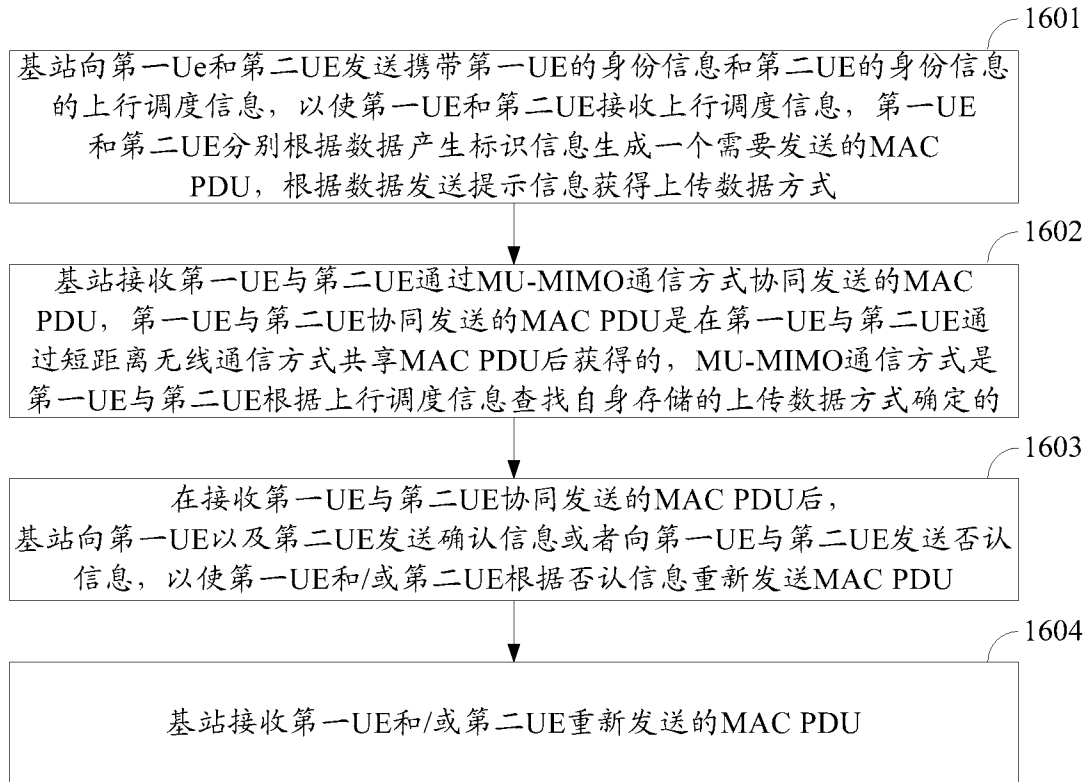 1601
基站向第一Ue和第二UE发送携带第一UE的身份信息和第二UE的身份信息
的上行调度信息，以使第一UE和第二UE接收上行调度信息，第一UE
和第二UE分别根据数据产生标识信息生成一个需要发送的MAC
PDU，根据数据发送提示信息获得上传数据方式
1602
基站接收第一UE与第二UE通过MU-MIMO通信方式协同发送的MAC
PDU，第一UE与第二UE协同发送的MAC PDU是在第一UE与第二UE通
过短距离无线通信方式共享MAC PDU后获得的，MU-MIMO通信方式是
第一UE与第二UE根据上行调度信息查找自身存储的上传数据方式确定的
1603
在接收第一UE与第二UE协同发送的MAC PDU后，
基站向第一UE以及第二UE发送确认信息或者向第一UE与第二UE发送否认
信息，以使第一UE和/或第二UE根据否认信息重新发送MAC PDU
1604
基站接收第一UE和/或第二UE重新发送的MAC PDU